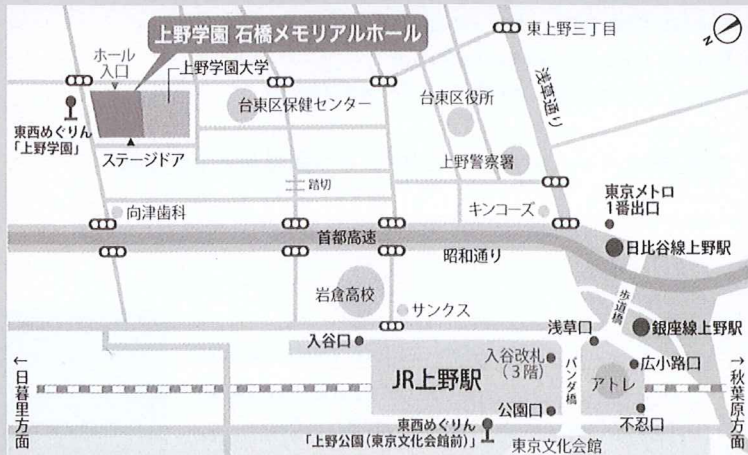 上野学園 石橋メモリアルホール
東上野三丁目
N
ホール
入口
上野学園大学
浅草通り
台東区保健センター
台東区役所
東西めぐりん
「上野学園」
ステージドア
上野警察署
踏切
東京メトロ
1番出口
向津歯科
キンコーズ
首都高速
昭和通り
日比谷線上野駅
岩倉高校
サンクス
歩道橋
銀座線上野駅
入谷口
浅草口
入谷改札
(3階)
広小路口
←日暮里方面
JR上野駅
パンダ橋
アトレ
→秋葉原方面
公園口
不忍口
東西めぐりん
「上野公園(東京文化会館前)」
東京文化会館